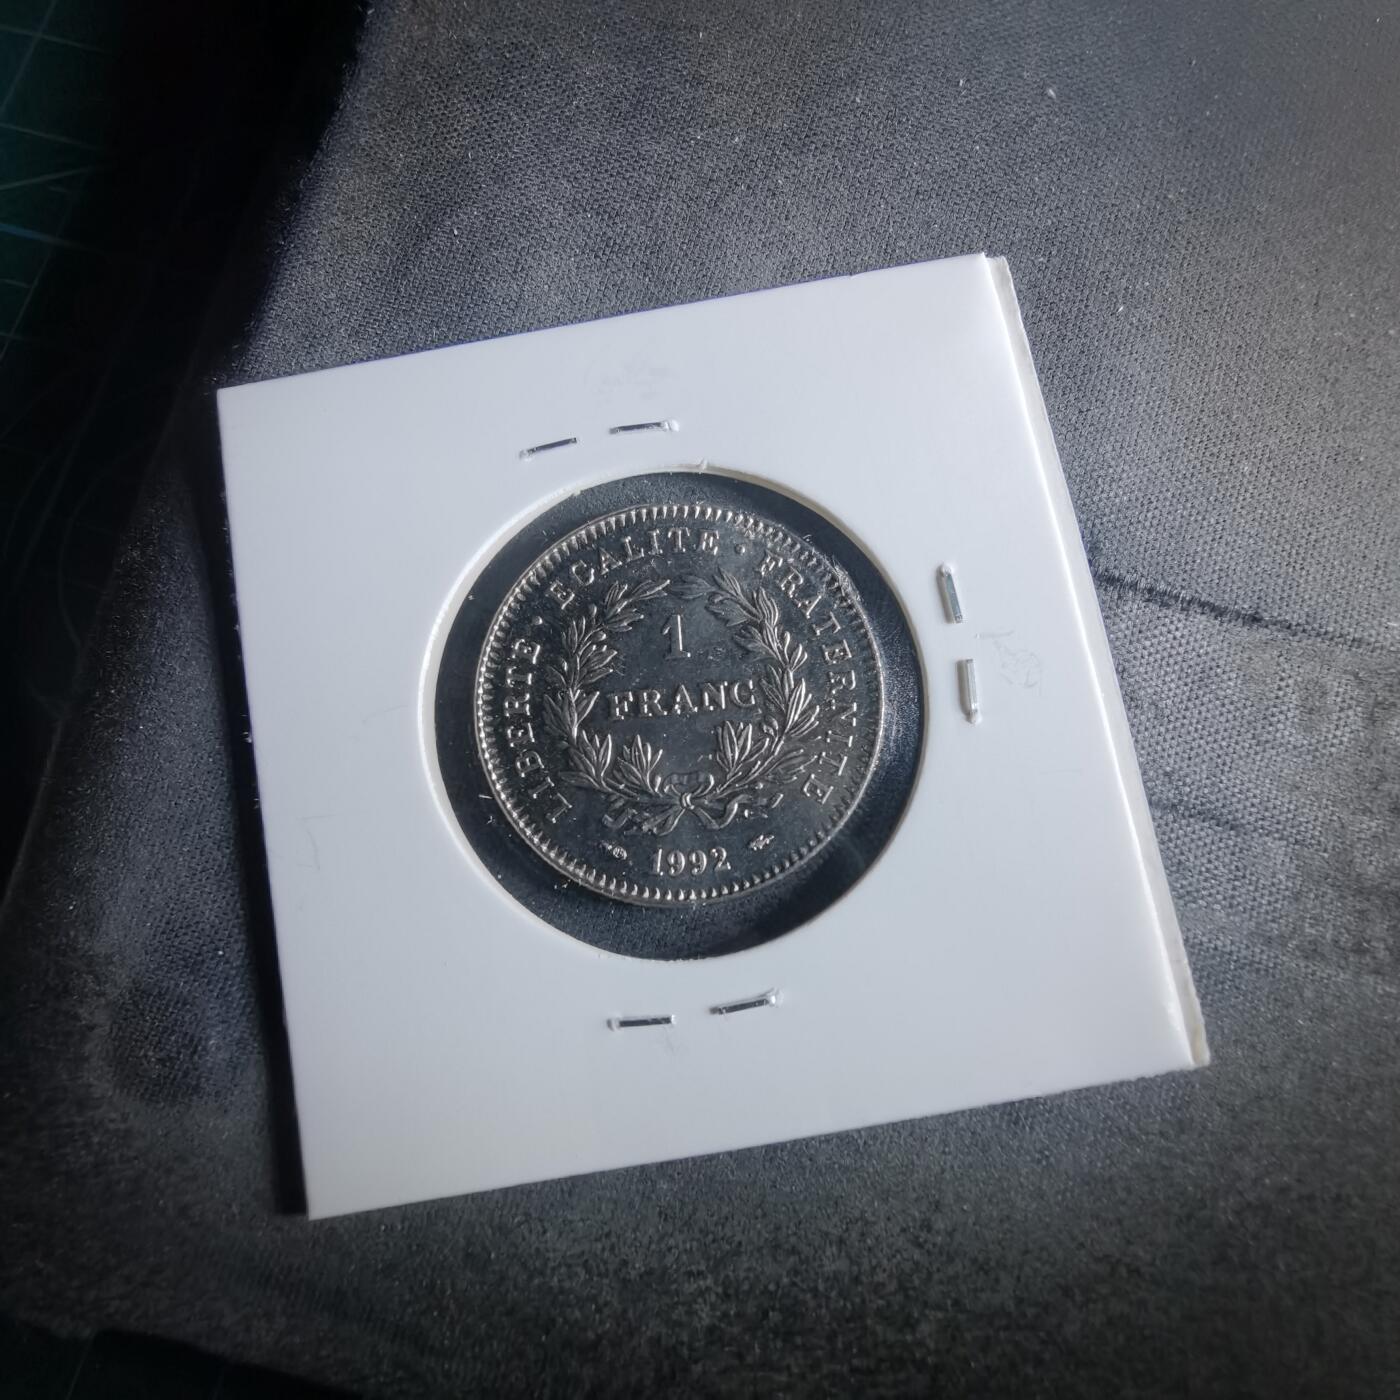 LIBERTE · EGALITE · FRATERNITE
1
FRANC
1992